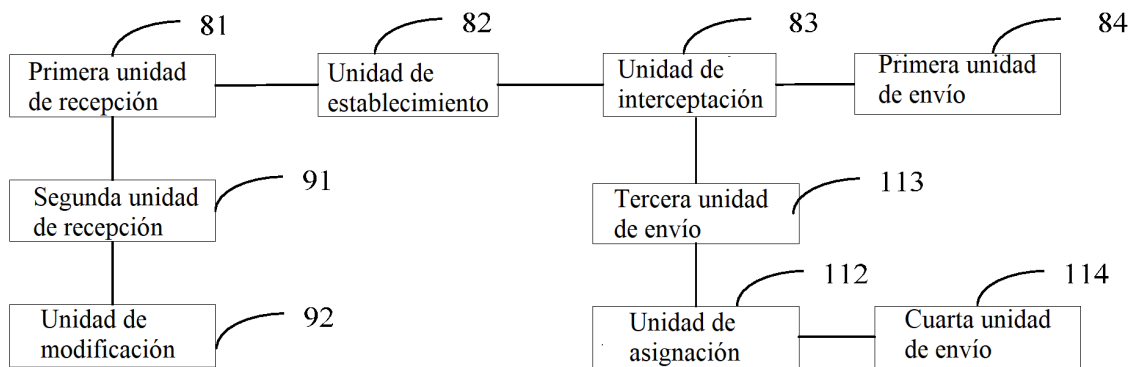 81
82
83
84
Primera unidad
de recepción
Unidad de
establecimiento
Unidad de
interceptación
Primera unidad
de envío
91
113
Segunda unidad
de recepción
Tercera unidad
de envío
92
112
114
Unidad de
modificación
Unidad de
asignación
Cuarta unidad
de envío